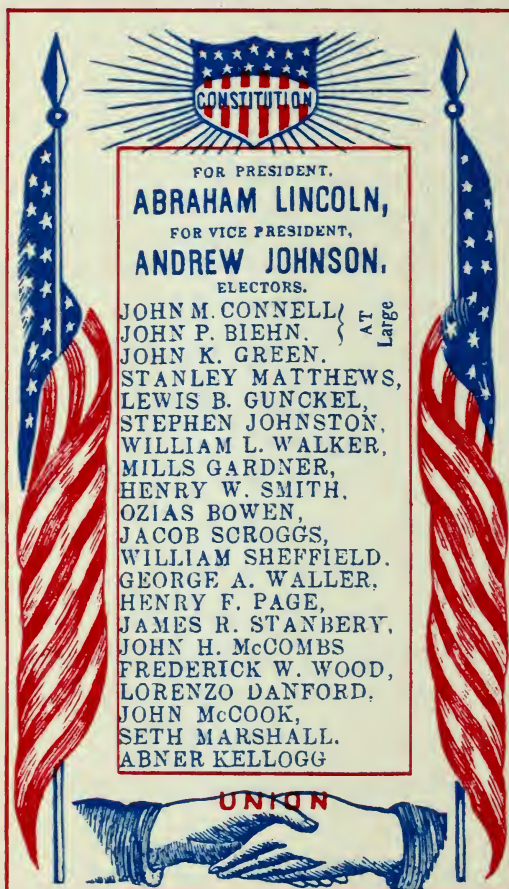 CONSTITUTION
FOR PRESIDENT,
ABRAHAM LINCOLN,
FOR VICE PRESIDENT,
ANDREW JOHNSON.
ELECTORS.
JOHN M. CONNELL
JOHN P. BIEHN.
AT Large
JOHN K. GREEN.
STANLEY MATTHEWS,
LEWIS B. GUNCKEL,
STEPHEN JOHNSTON,
WILLIAM L. WALKER,
MILLS GARDNER,
HENRY W. SMITH,
OZIAS BOWEN,
JACOB SCROGGS,
WILLIAM SHEFFIELD.
GEORGE A. WALLER,
HENRY F. PAGE,
JAMES R. STANBERY,
JOHN H. McCOMBS
FREDERICK W. WOOD,
LORENZO DANFORD,
JOHN McCOOK,
SETH MARSHALL.
ABNER KELLOGG
UNION